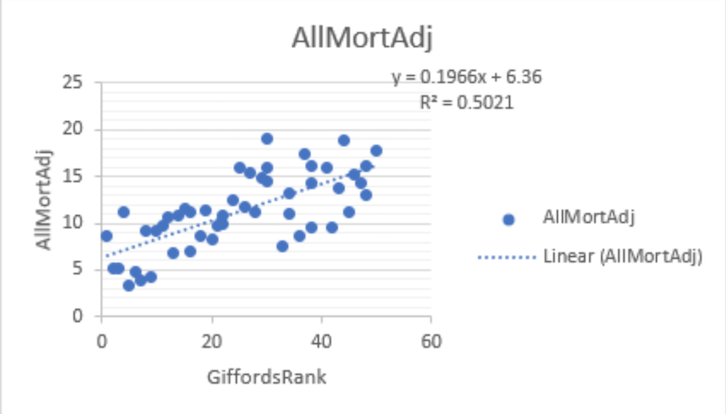 AllMortAdj
y = 0.1966x + 6.36
R² = 0.5021
25
20
15
10
5
0
AllMortAdj
0 20 40 60
GiffordsRank
AllMortAdj
Linear (AllMortAdj)